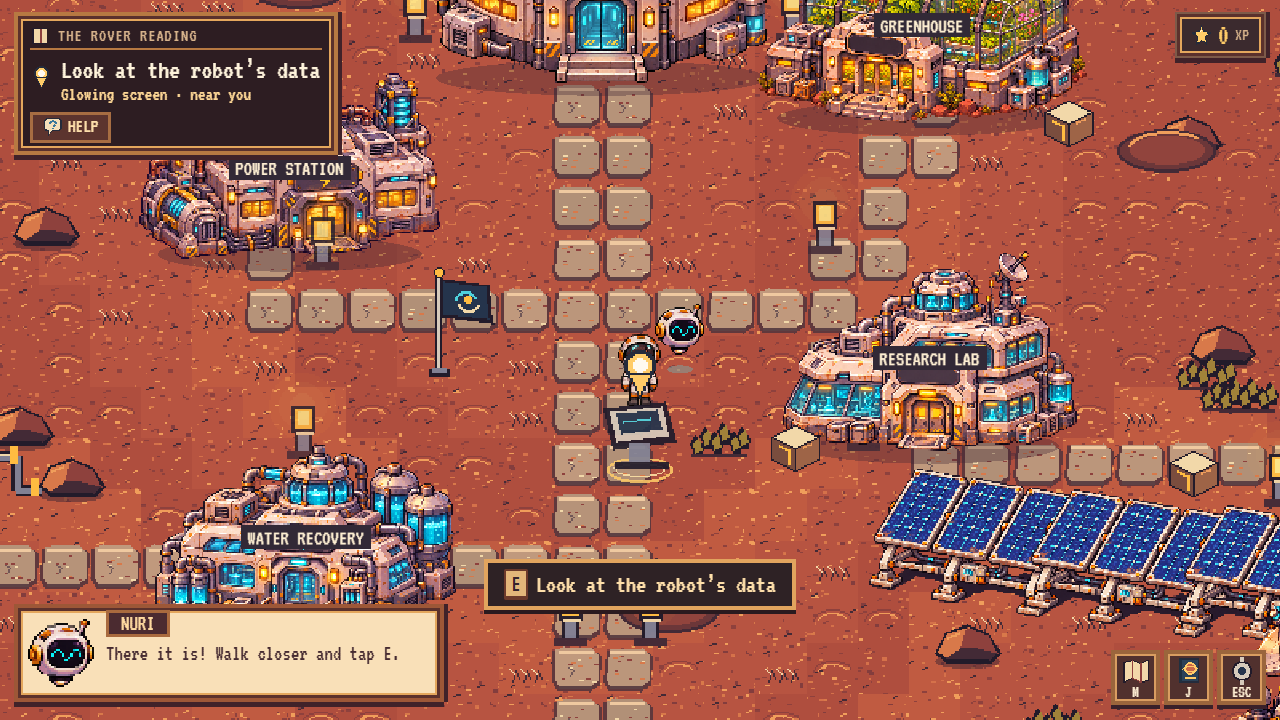 THE ROVER READING
Look at the robot's data
Glowing screen · near you
HELP
GREENHOUSE
0 XP
POWER STATION
RESEARCH LAB
WATER RECOVERY
E Look at the robot's data
NURI
There it is! Walk closer and tap E.
M
J
ESC